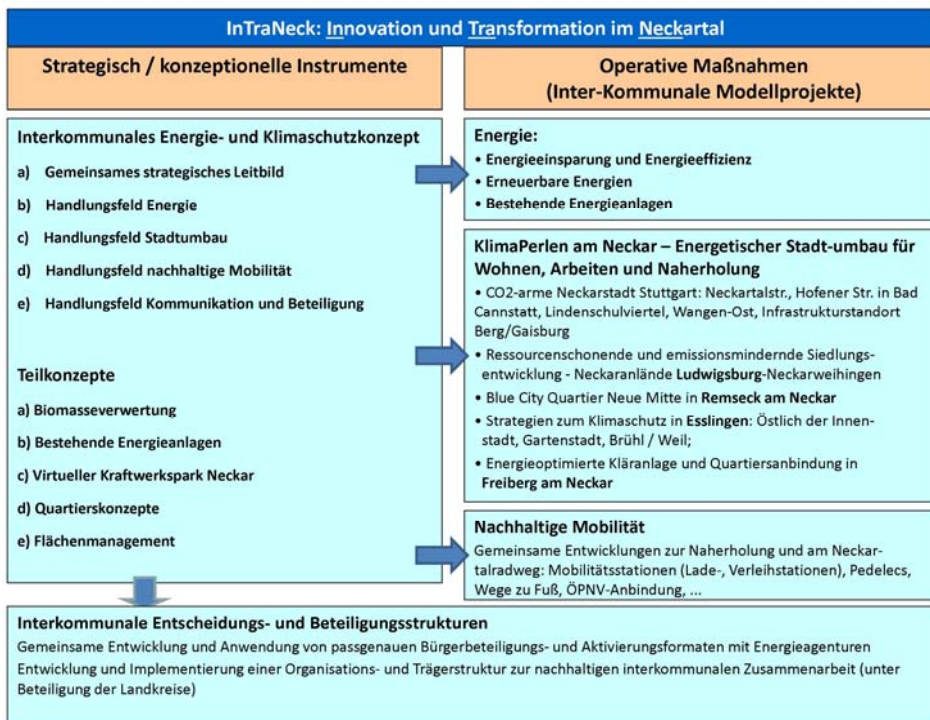 InTraNeck: Innovation und Transformation im Neckartal
Strategisch / konzeptionelle Instrumente
Operative Maßnahmen
(Inter-Kommunale Modellprojekte)
Interkommunales Energie- und Klimaschutzkonzept
a) Gemeinsames strategisches Leitbild
b) Handlungsfeld Energie
c) Handlungsfeld Stadtumbau
d) Handlungsfeld nachhaltige Mobilität
e) Handlungsfeld Kommunikation und Beteiligung
Teilkonzepte
a) Biomasseverwertung
b) Bestehende Energieanlagen
c) Virtueller Kraftwerkspark Neckar
d) Quartierskonzepte
e) Flächenmanagement
Energie:
• Energieeinsparung und Energieeffizienz
• Erneuerbare Energien
• Bestehende Energieanlagen
KlimaPerlen am Neckar – Energetischer Stadt-umbau für
Wohnen, Arbeiten und Naherholung
• CO2-arme Neckarstadt Stuttgart: Neckartalstr., Hofener Str. in Bad
Cannstatt, Lindenschulviertel, Wangen-Ost, Infrastrukturstandort
Berg/Gaisburg
• Ressourcenschonende und emissionsmindernde Siedlungs-
entwicklung - Neckaranlände Ludwigsburg-Neckarweihingen
• Blue City Quartier Neue Mitte in Remseck am Neckar
• Strategien zum Klimaschutz in Esslingen: Östlich der Innen-
stadt, Gartenstadt, Brühl / Weil;
• Energieoptimierte Kläranlage und Quartiersanbindung in
Freiberg am Neckar
Nachhaltige Mobilität
Gemeinsame Entwicklungen zur Naherholung und am Neckar-
talradweg: Mobilitätsstationen (Lade-, Verleihstationen), Pedelecs,
Wege zu Fuß, ÖPNV-Anbindung, ...
Interkommunale Entscheidungs- und Beteiligungsstrukturen
Gemeinsame Entwicklung und Anwendung von passgenauen Bürgerbeteiligungs- und Aktivierungsformaten mit Energieagenturen
Entwicklung und Implementierung einer Organisations- und Trägerstruktur zur nachhaltigen interkommunalen Zusammenarbeit (unter
Beteiligung der Landkreise)